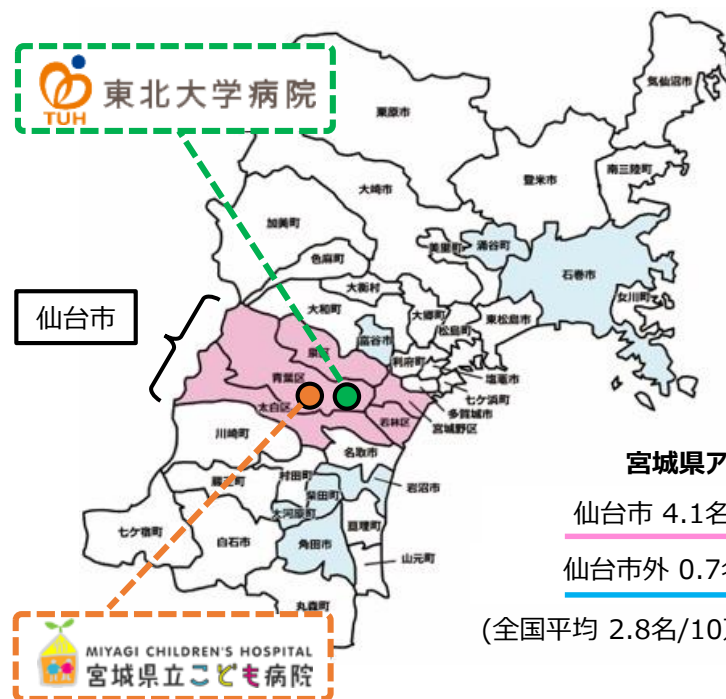 東北大学病院
TUH
気仙沼市
栗原市
南三陸町
登米市
大崎市
加美町
涌谷町
美里町
石巻市
色麻町
女川町
大衡村
仙台市
大和町
大郷町
東松島市
松島町
富谷市
泉区
利府町
塩竈市
青葉区
七ケ浜町
多賀城市
太白区
宮城野区
若林区
川崎町
名取市
宮城県ア
村田町
岩沼市
蔵王町
柴田町
仙台市 4.1名
大河原町
亘理町
七ケ宿町
白石市
角田市
山元町
仙台市外 0.7名
丸森町
(全国平均 2.8名/10万
MIYAGI CHILDREN'S HOSPITAL
宮城県立こども病院